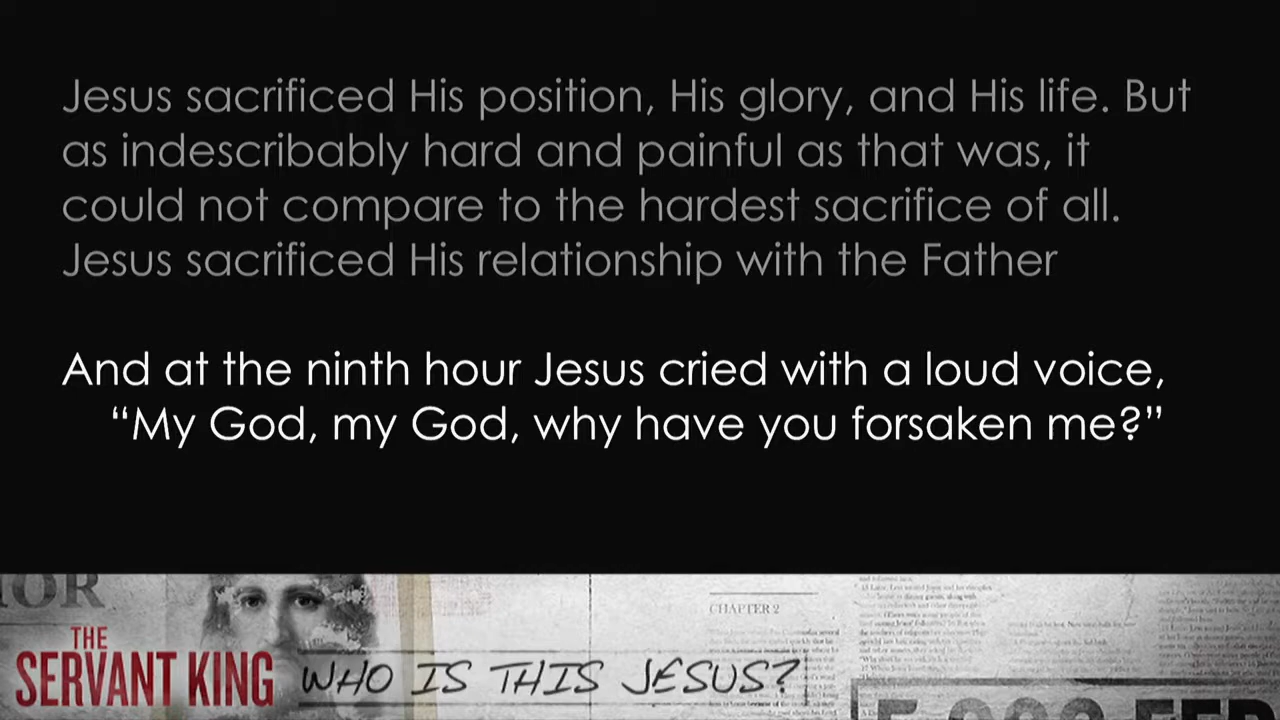 Jesus sacrificed His position, His glory, and His life. But
as indescribably hard and painful as that was, it
could not compare to the hardest sacrifice of all.
Jesus sacrificed His relationship with the Father
And at the ninth hour Jesus cried with a loud voice,
“My God, my God, why have you forsaken me?”
THE
SERVANT KING
WHO IS THIS JESUS?
CHAPTER 2